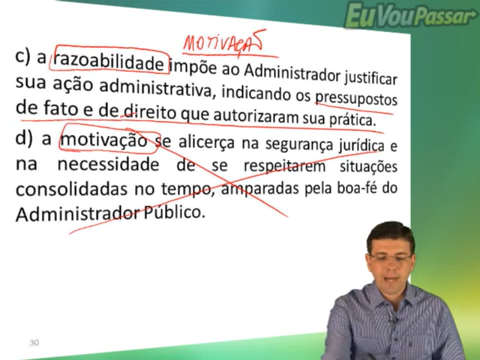 EuVouPassar
MOTIVAÇÃO
c) a razoabilidade impõe ao Administrador justificar
sua ação administrativa, indicando os pressupostos
de fato e de direito que autorizaram sua prática.
d) a motivação se alicerça na segurança jurídica e
na necessidade de se respeitarem situações
consolidadas no tempo, amparadas pela boa-fé do
Administrador Público.
30